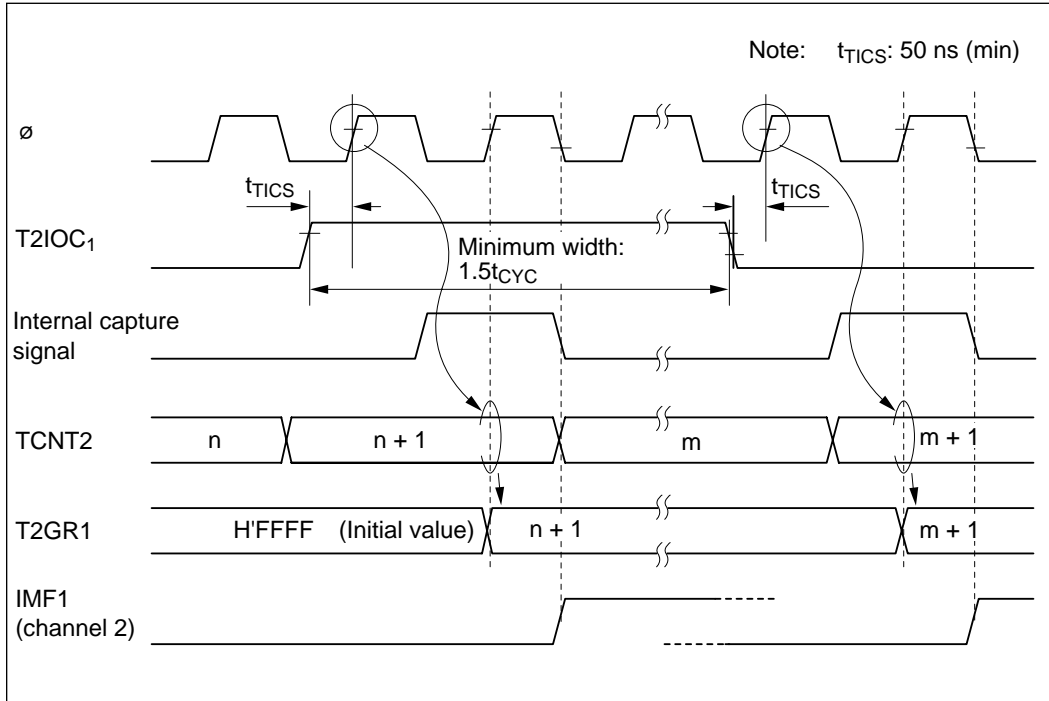 Note: tTICS: 50 ns (min)
ø
tTICS
tTICS
T2IOC1
Minimum width:
1.5tCYC
Internal capture
signal
TCNT2
n
n + 1
m
m + 1
T2GR1
H'FFFF (Initial value)
n + 1
m + 1
IMF1
(channel 2)